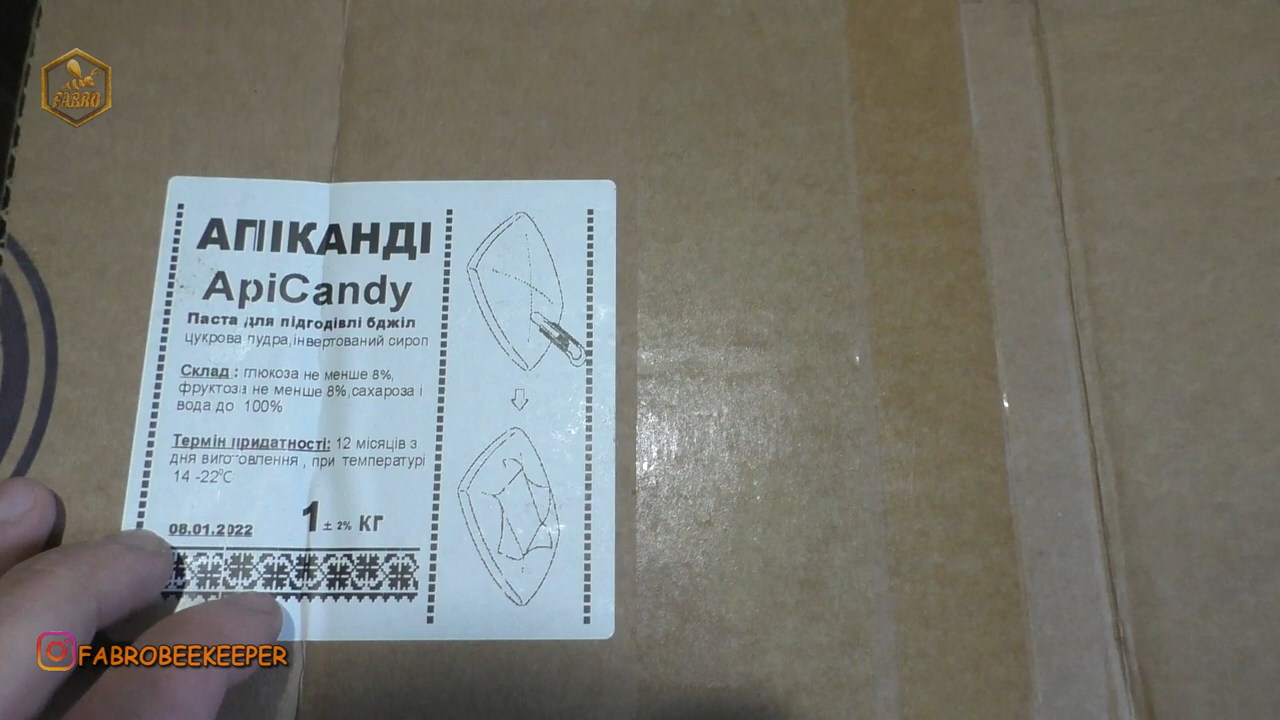 FABRO
АПІКАНДІ
ApiCandy
Паста для підгодівлі бджіл
цукрова пудра,інвертований сироп
Склад : глюкоза не менше 8%,
фруктоза не менше 8%,сахароза і
вода до 100%
Термін придатності: 12 місяців з
дня виготовлення , при температурі
14 -22⁰С
08.01.2022
1 ± 2% КГ
FABROBEEKEEPER